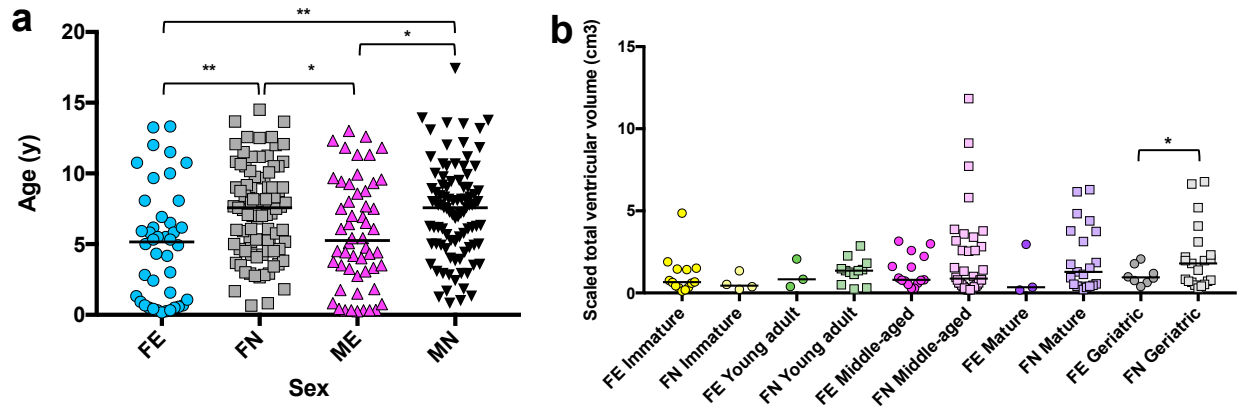 a
20
15
10
5
0
Age (y)
**
*
**
*
FE
FN
ME
MN
Sex
b
Scaled total ventricular volume (cm3)
15
10
5
0
*
FE Immature
FN Immature
FE Young adult
FN Young adult
FE Middle-aged
FN Middle-aged
FE Mature
FN Mature
FE Geriatric
FN Geriatric